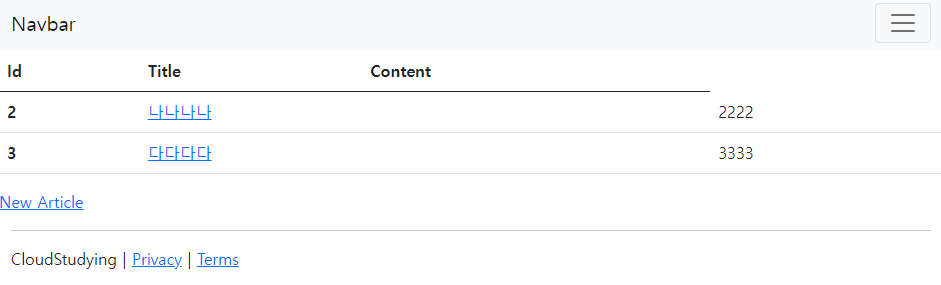 Navbar
Id Title Content
2 나나나나 2222
3 다다다다 3333
New Article
CloudStudying | Privacy | Terms